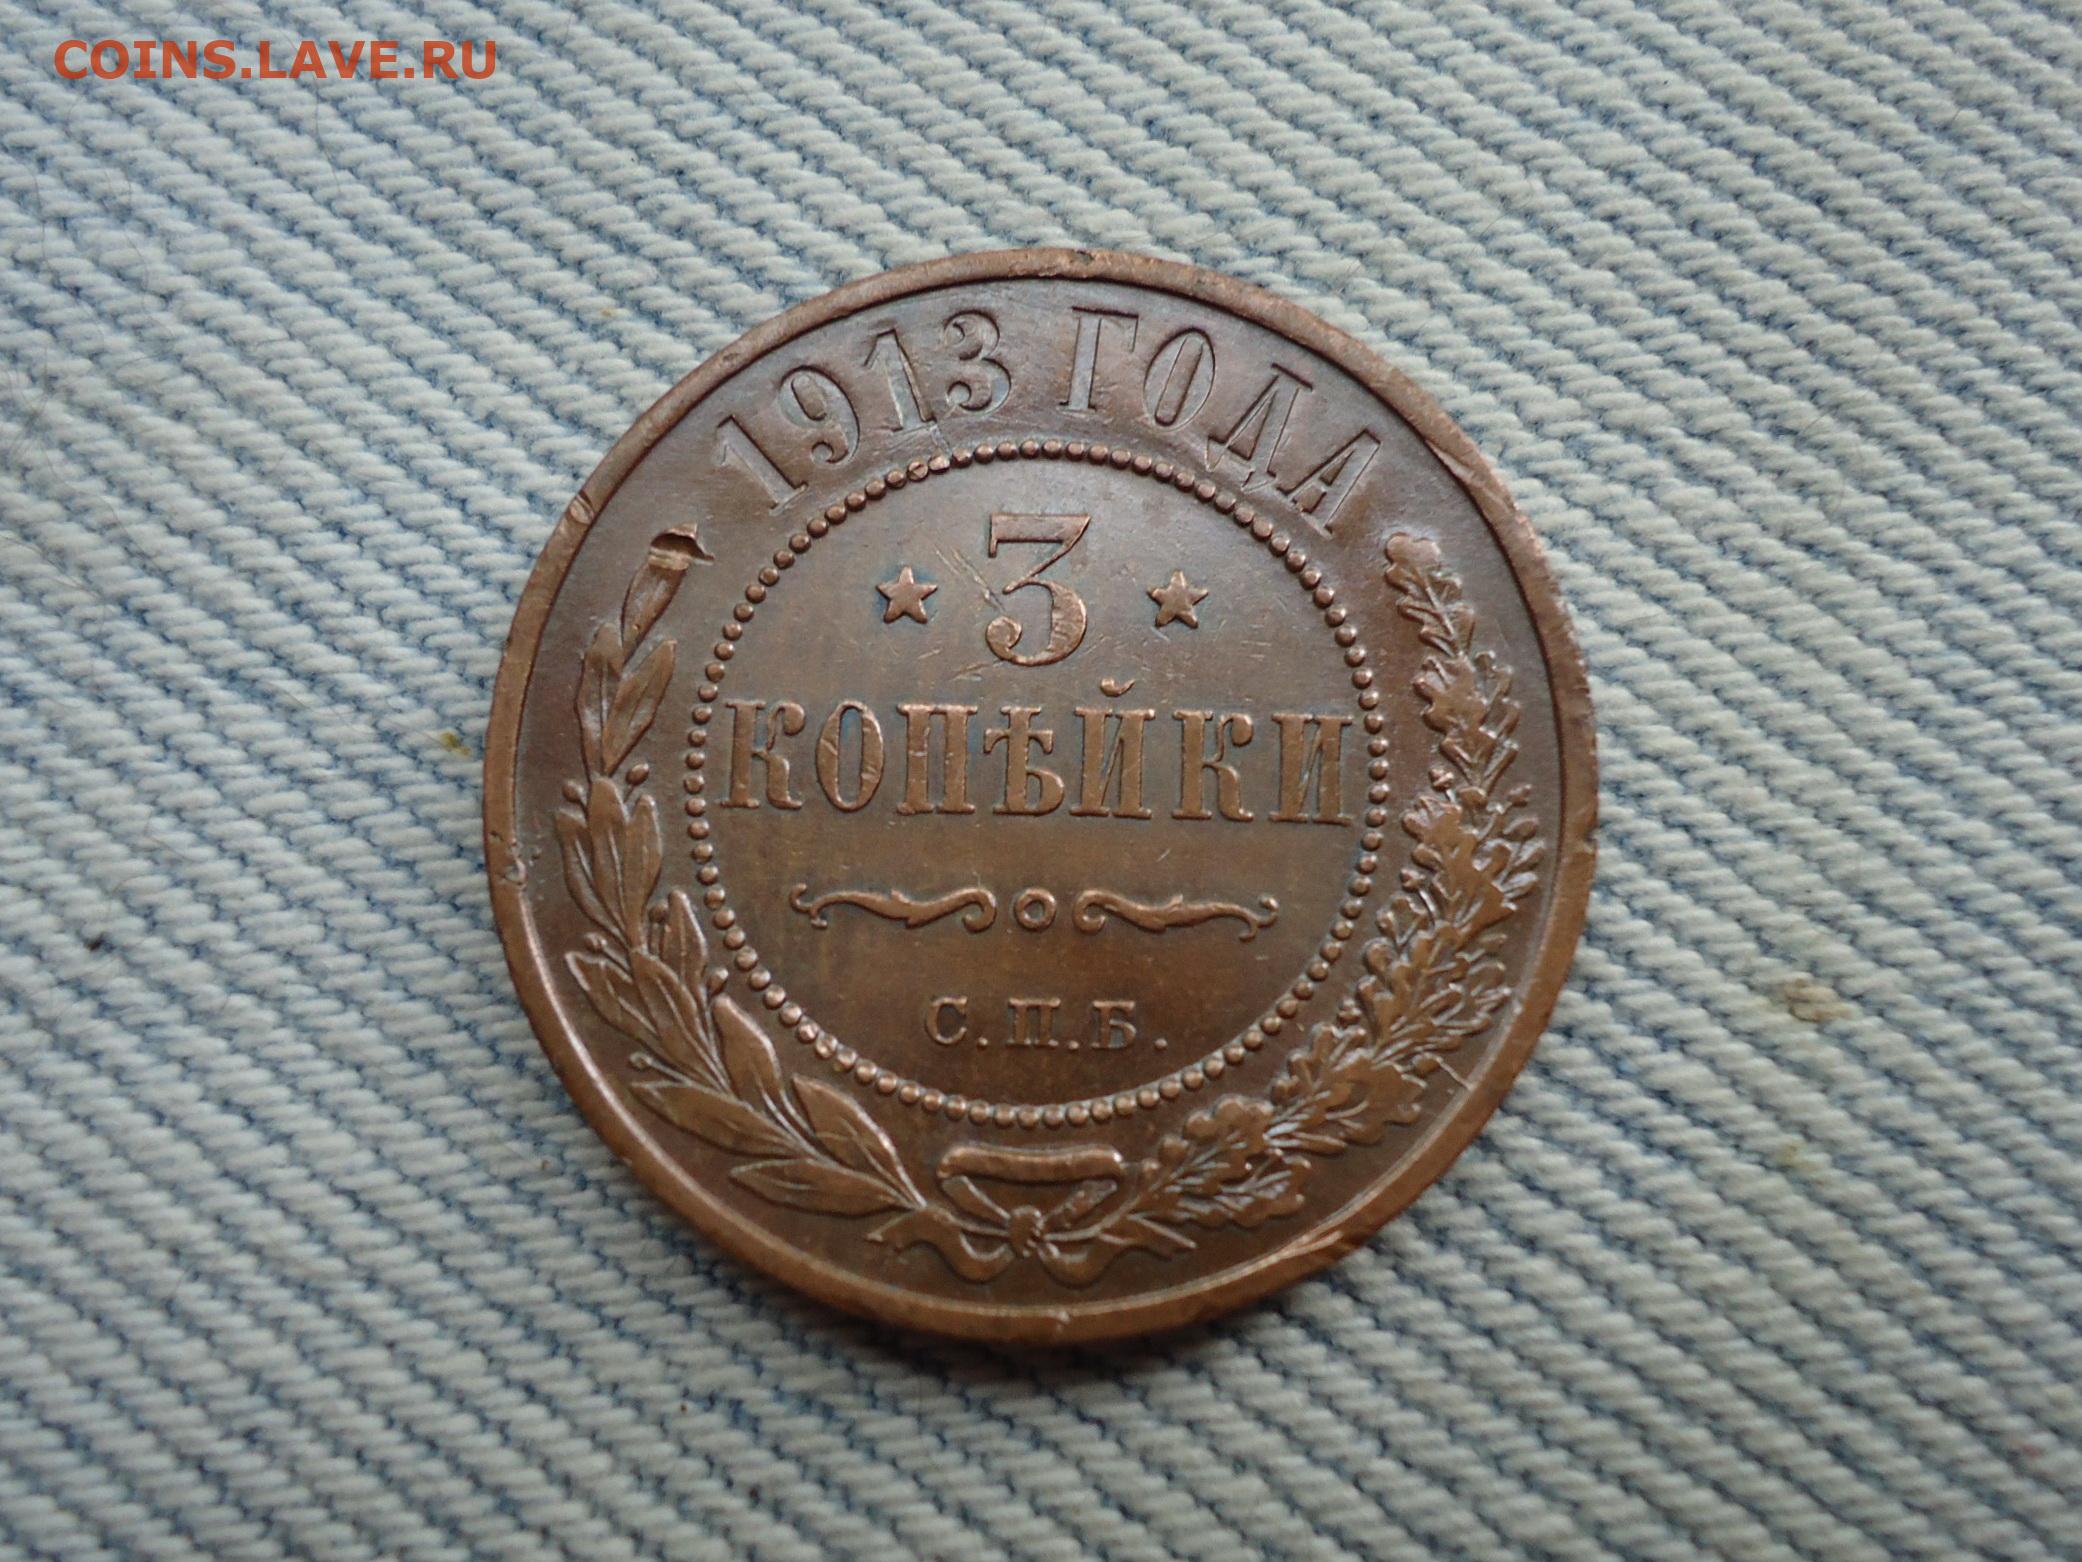 COINS.LAVE.RU
1913 ГОДА
3
КОПѢЙКИ
С.П.Б.